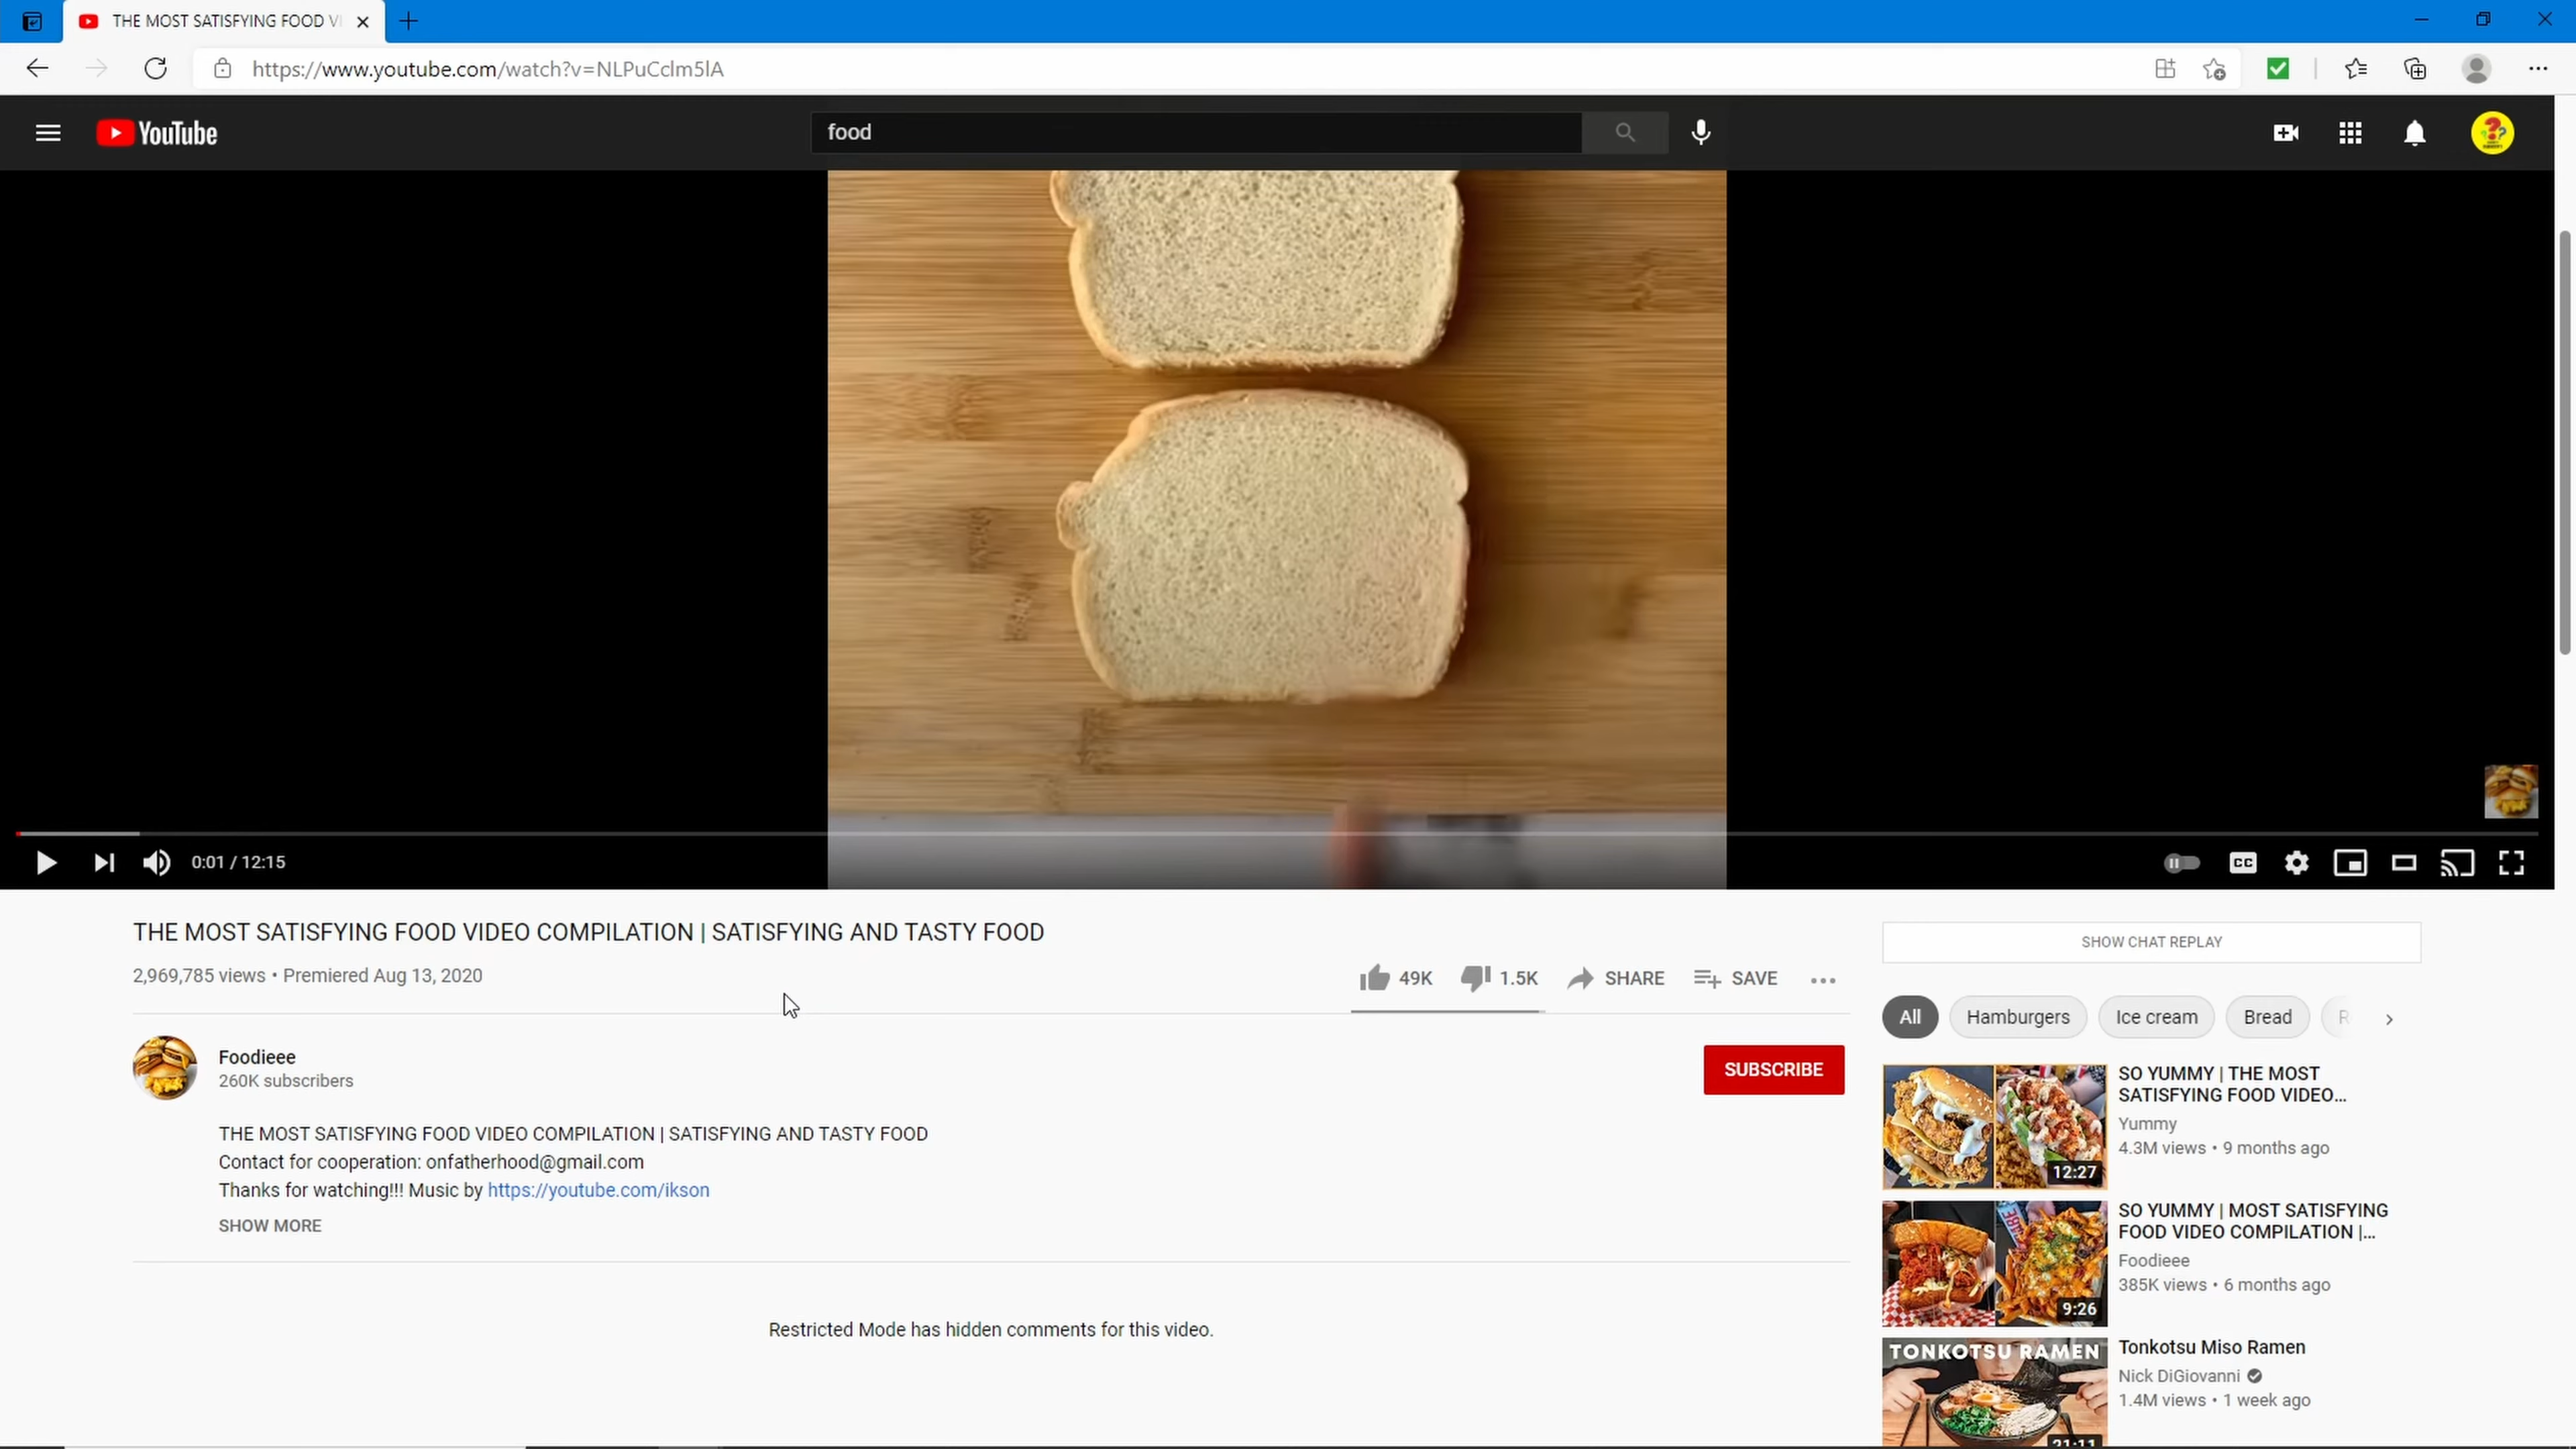 THE MOST SATISFYING FOOD VI
https://www.youtube.com/watch?v=NLPuCclm5lA
YouTube
food
0:01 / 12:15
CC
THE MOST SATISFYING FOOD VIDEO COMPILATION | SATISFYING AND TASTY FOOD
2,969,785 views • Premiered Aug 13, 2020
49K
1.5K
SHARE
SAVE
Foodieee
260K subscribers
SUBSCRIBE
THE MOST SATISFYING FOOD VIDEO COMPILATION | SATISFYING AND TASTY FOOD
Contact for cooperation: onfatherhood@gmail.com
Thanks for watching!!! Music by https://youtube.com/ikson
SHOW MORE
Restricted Mode has hidden comments for this video.
SHOW CHAT REPLAY
All
Hamburgers
Ice cream
Bread
R
SO YUMMY | THE MOST
SATISFYING FOOD VIDEO...
Yummy
4.3M views • 9 months ago
12:27
SO YUMMY | MOST SATISFYING
FOOD VIDEO COMPILATION |...
Foodieee
385K views • 6 months ago
9:26
TONKOTSU RAMEN
Tonkotsu Miso Ramen
Nick DiGiovanni
1.4M views • 1 week ago
21:11